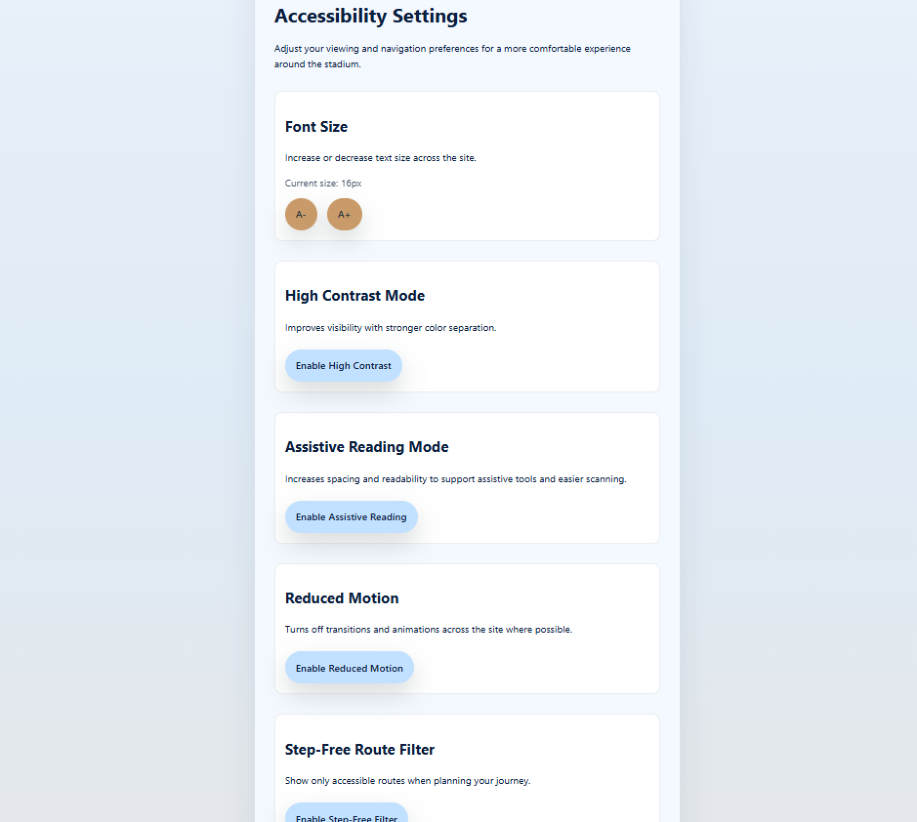 Accessibility Settings
Adjust your viewing and navigation preferences for a more comfortable experience
around the stadium.
Font Size
Increase or decrease text size across the site.
Current size: 16px
A- A+
High Contrast Mode
Improves visibility with stronger color separation.
Enable High Contrast
Assistive Reading Mode
Increases spacing and readability to support assistive tools and easier scanning.
Enable Assistive Reading
Reduced Motion
Turns off transitions and animations across the site where possible.
Enable Reduced Motion
Step-Free Route Filter
Show only accessible routes when planning your journey.
Enable Step-Free Filter